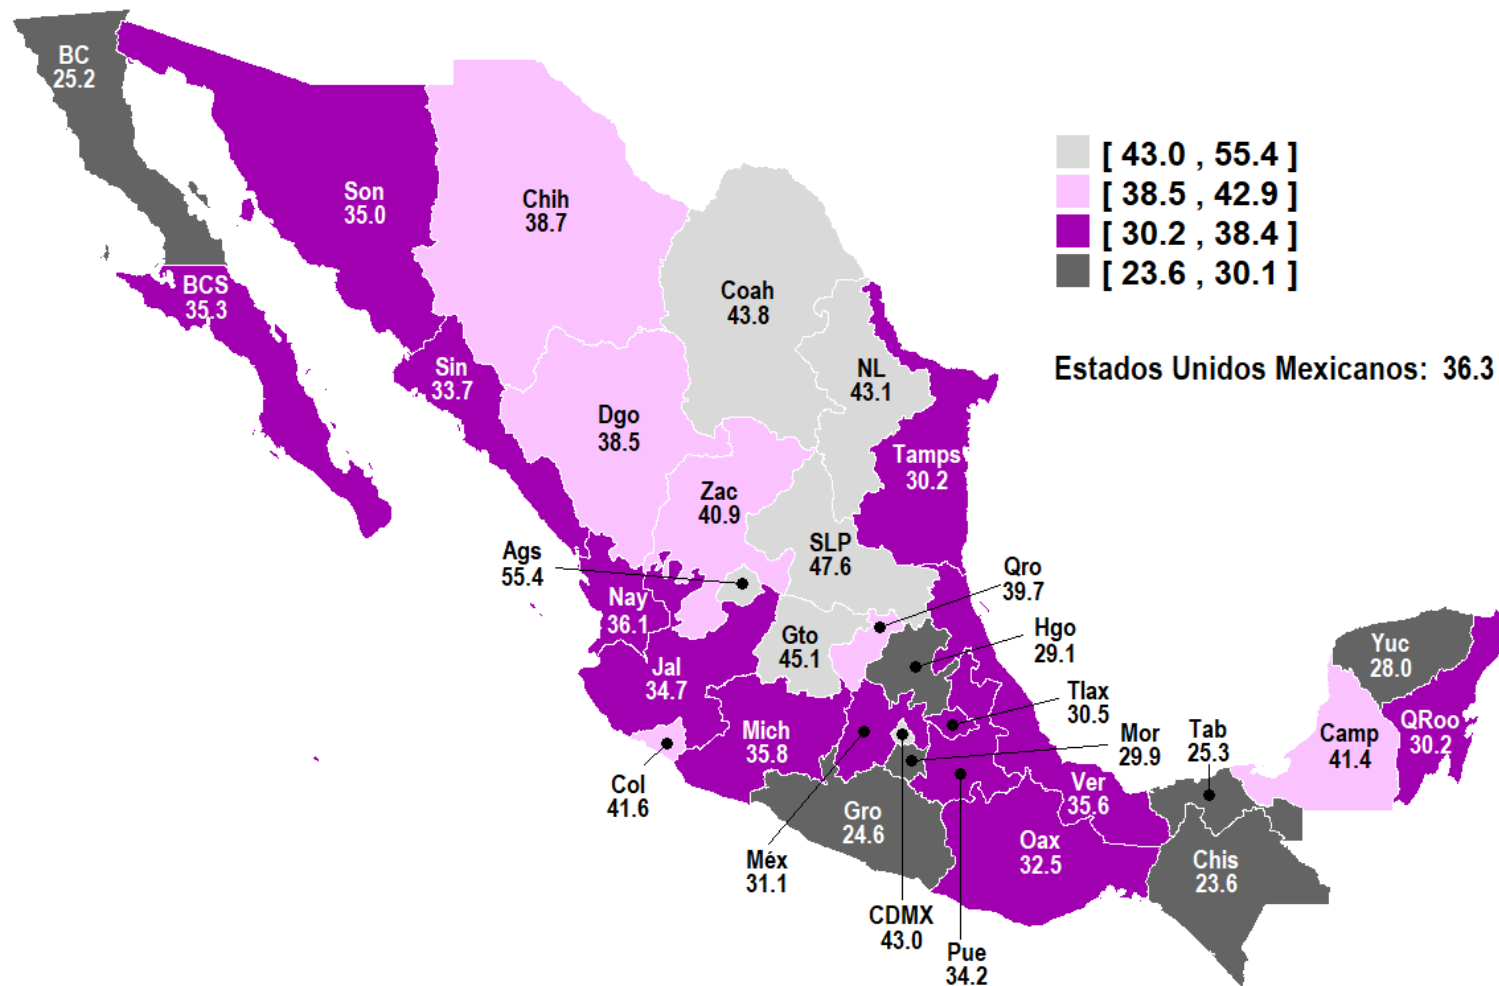 BC
25.2
Son
35.0
Chih
38.7
[ 43.0 , 55.4 ]
[ 38.5 , 42.9 ]
[ 30.2 , 38.4 ]
[ 23.6 , 30.1 ]
BCS
35.3
Coah
43.8
Estados Unidos Mexicanos: 36.3
Sin
33.7
NL
43.1
Dgo
38.5
Tamps
30.2
Zac
40.9
SLP
47.6
Ags
55.4
Qro
39.7
Nay
36.1
Gto
45.1
Hgo
29.1
Yuc
28.0
Jal
34.7
Tlax
30.5
Mich
35.8
Mor
29.9
Tab
25.3
Camp
41.4
QRoo
30.2
Col
41.6
Ver
35.6
Gro
24.6
Oax
32.5
Méx
31.1
Chis
23.6
CDMX
43.0
Pue
34.2